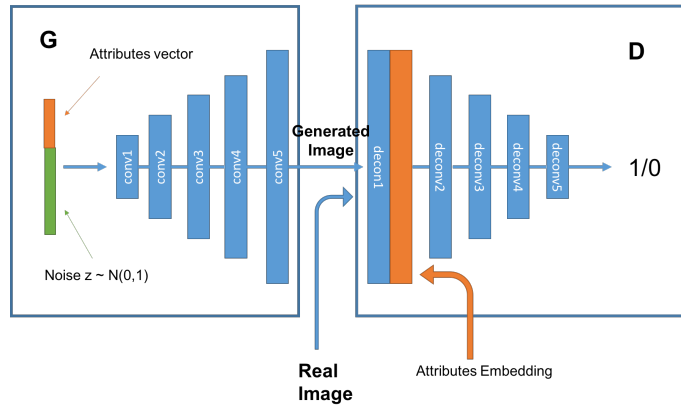 G
Attributes vector
Noise z ~ N(0,1)
conv1
conv2
conv3
conv4
conv5
Generated
Image
Real
Image
D
decon1
deconv2
deconv3
deconv4
deconv5
1/0
Attributes Embedding